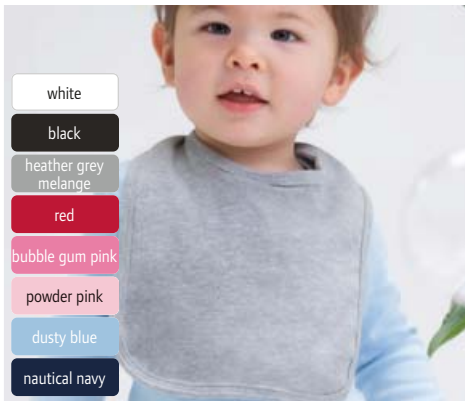 white
black
heather grey
melange
red
bubble gum pink
powder pink
dusty blue
nautical navy